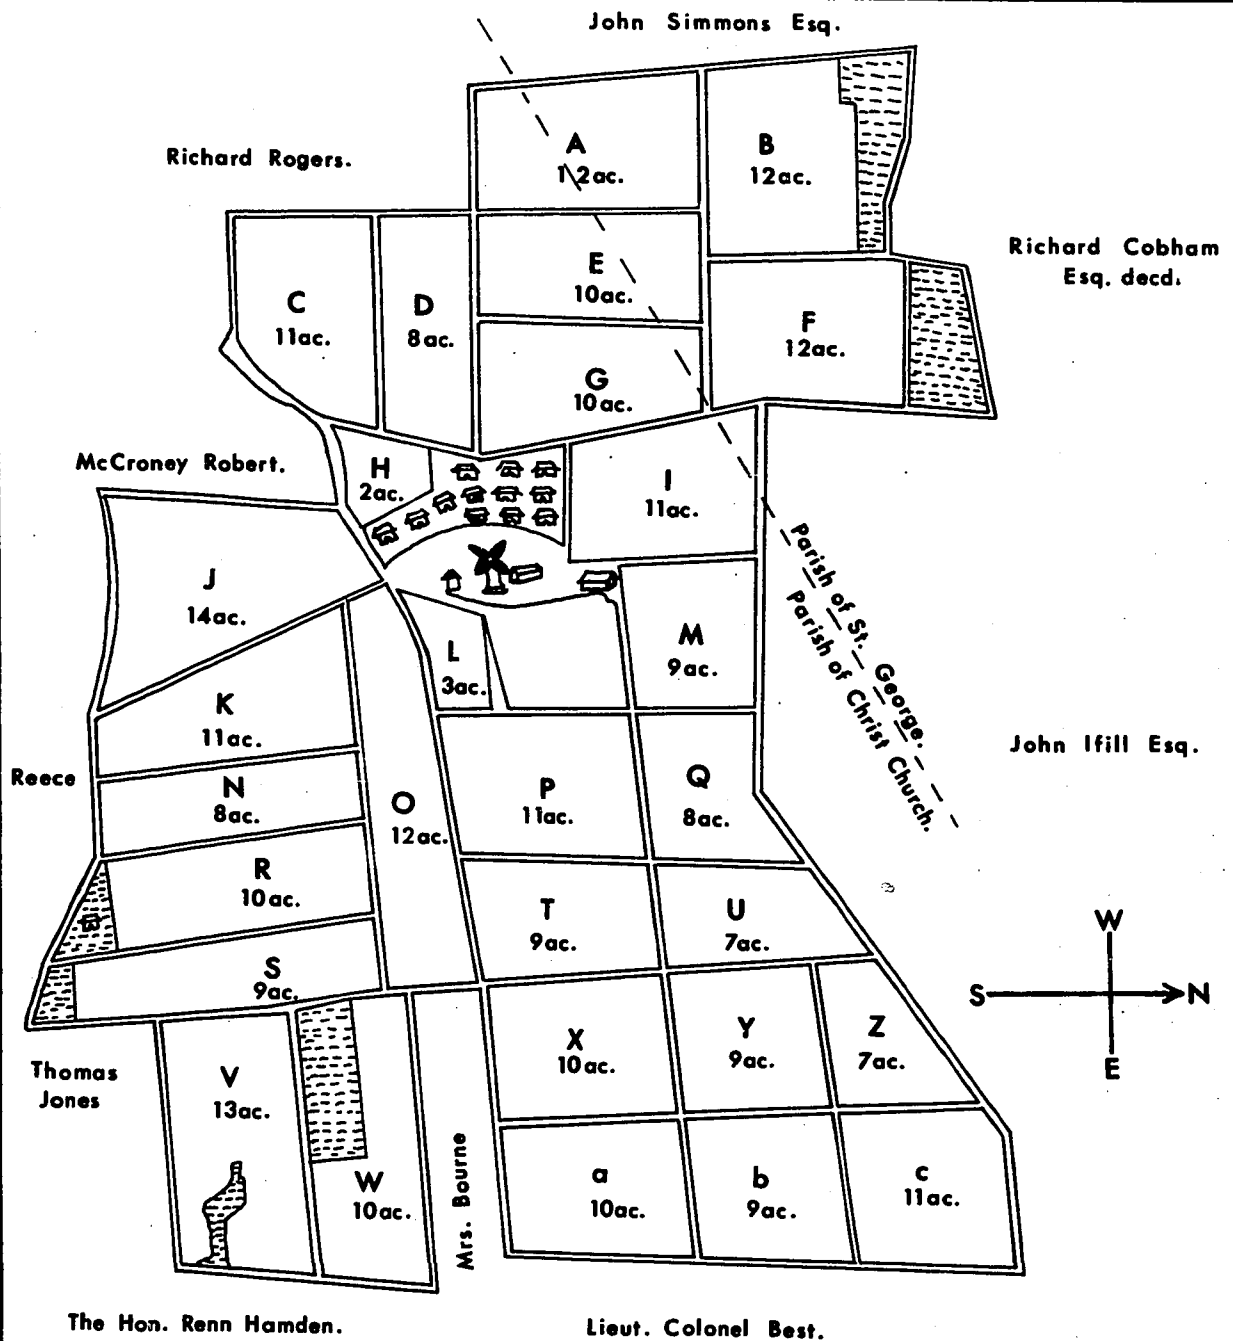 John Simmons Esq.
Richard Rogers.
A
12ac.
B
12ac.
Richard Cobham
Esq. decd.
C
11ac.
D
8ac.
E
10ac.
F
12ac.
G
10ac.
McCroney Robert.
H
2ac.
I
11ac.
J
14ac.
Parish of St. George.
Parish of Christ Church.
L
3ac.
M
9ac.
K
11ac.
John Ifill Esq.
Reece
N
8ac.
O
12ac.
P
11ac.
Q
8ac.
R
10ac.
S
9ac.
T
9ac.
U
7ac.
W
S
N
E
Thomas
Jones
V
13ac.
W
10ac.
Mrs. Bourne
X
10ac.
Y
9ac.
Z
7ac.
a
10ac.
b
9ac.
c
11ac.
The Hon. Renn Hamden.
Lieut. Colonel Best.